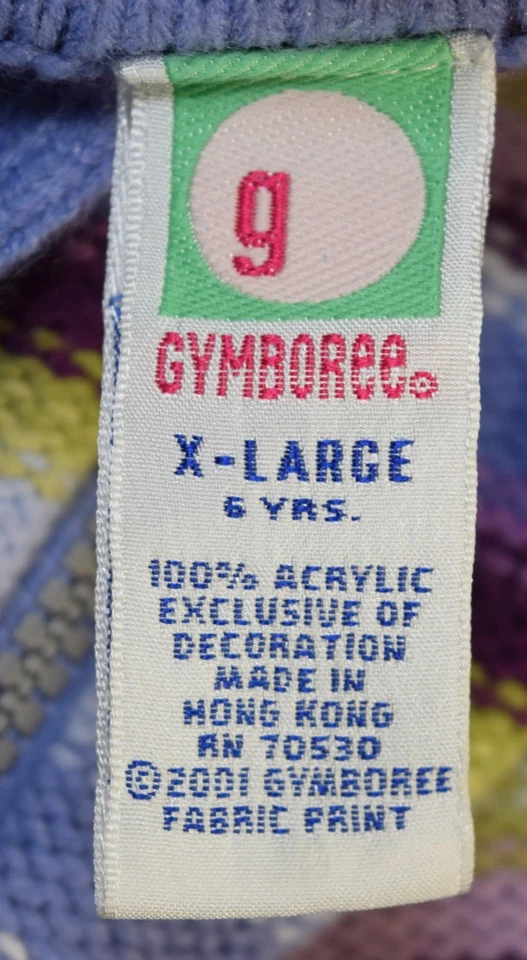 g
GYMBOREE®
X-LARGE
6 YRS.
100% ACRYLIC
EXCLUSIVE OF
DECORATION
MADE IN
HONG KONG
RN 70530
©2001 GYMBOREE
FABRIC PRINT